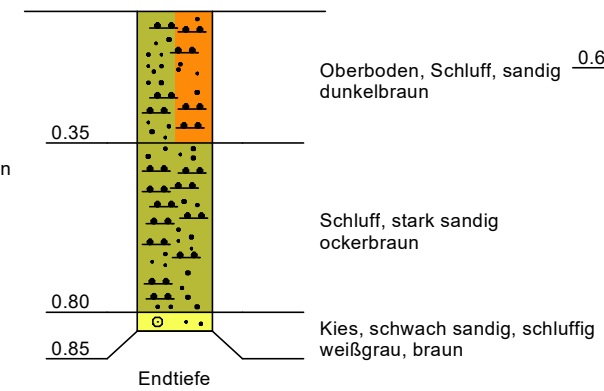 Oberboden, Schluff, sandig
dunkelbraun
0.6
0.35
n
Schluff, stark sandig
ockerbraun
0.80
Kies, schwach sandig, schluffig
weißgrau, braun
0.85
Endtiefe